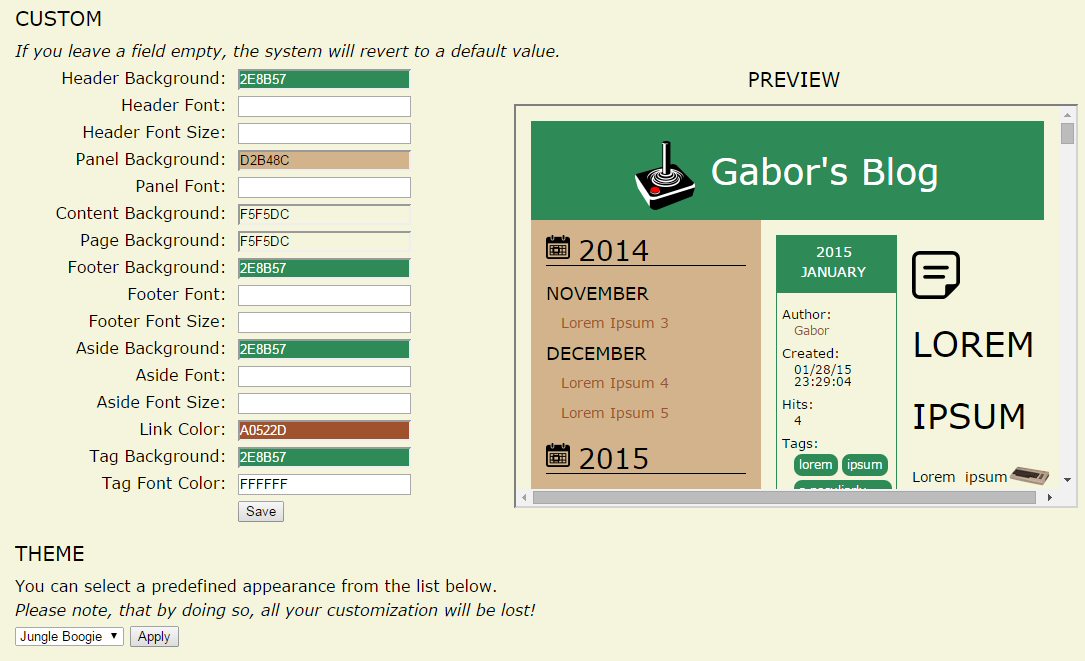 CUSTOM
If you leave a field empty, the system will revert to a default value.
Header Background: 2E8B57
Header Font:
Header Font Size:
Panel Background: D2B48C
Panel Font:
Content Background: F5F5DC
Page Background: F5F5DC
Footer Background: 2E8B57
Footer Font:
Footer Font Size:
Aside Background: 2E8B57
Aside Font:
Aside Font Size:
Link Color: A0522D
Tag Background: 2E8B57
Tag Font Color: FFFFFF
Save
PREVIEW
Gabor's Blog
2014
NOVEMBER
Lorem Ipsum 3
DECEMBER
Lorem Ipsum 4
Lorem Ipsum 5
2015
2015
JANUARY
Author:
Gabor
Created:
01/28/15
23:29:04
Hits:
4
Tags:
lorem ipsum
LOREM
IPSUM
Lorem ipsum
THEME
You can select a predefined appearance from the list below.
Please note, that by doing so, all your customization will be lost!
Jungle Boogie Apply